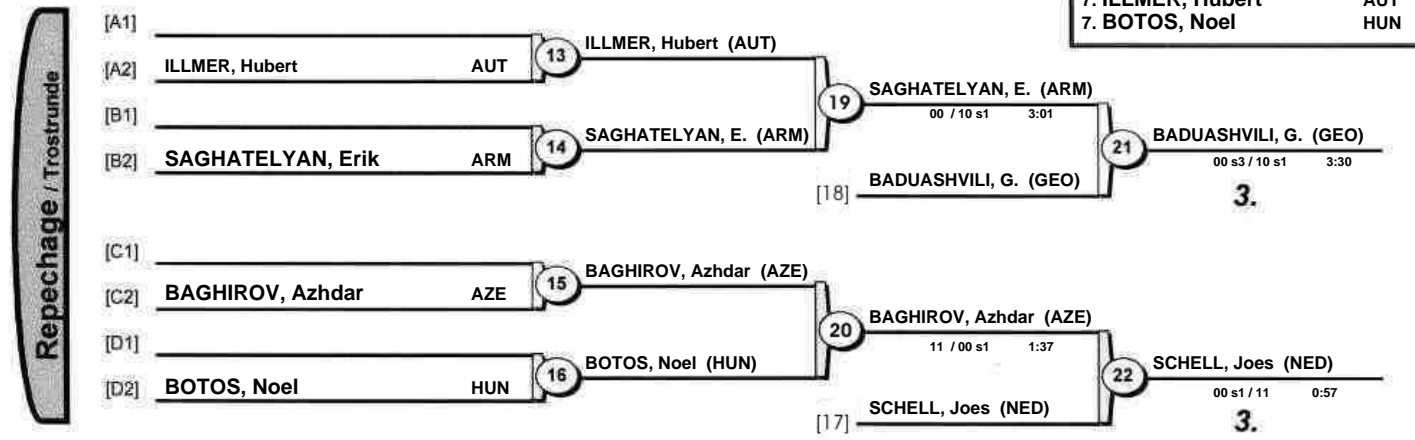 7. ILLMER, Hubert AUT
7. BOTOS, Noel HUN
Repechage / Trostrunde
[A1]
[A2] ILLMER, Hubert AUT
13
ILLMER, Hubert (AUT)
[B1]
[B2] SAGHATELYAN, Erik ARM
14
SAGHATELYAN, E. (ARM)
19
SAGHATELYAN, E. (ARM)
00 / 10 s1 3:01
[18] BADUASHVILI, G. (GEO)
21
BADUASHVILI, G. (GEO)
00 s3 / 10 s1 3:30
3.
[C1]
[C2] BAGHIROV, Azhdar AZE
15
BAGHIROV, Azhdar (AZE)
[D1]
[D2] BOTOS, Noel HUN
16
BOTOS, Noel (HUN)
20
BAGHIROV, Azhdar (AZE)
11 / 00 s1 1:37
[17] SCHELL, Joes (NED)
22
SCHELL, Joes (NED)
00 s1 / 11 0:57
3.